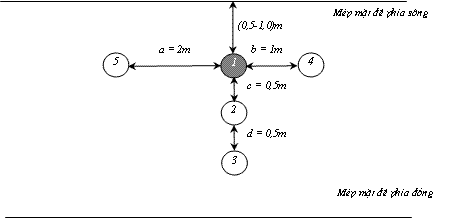 Mép mặt đê phía sông
(0,5-1,0)m
a = 2m
b = 1m
5
1
4
c = 0,5m
2
d = 0,5m
3
Mép mặt đê phía đồng